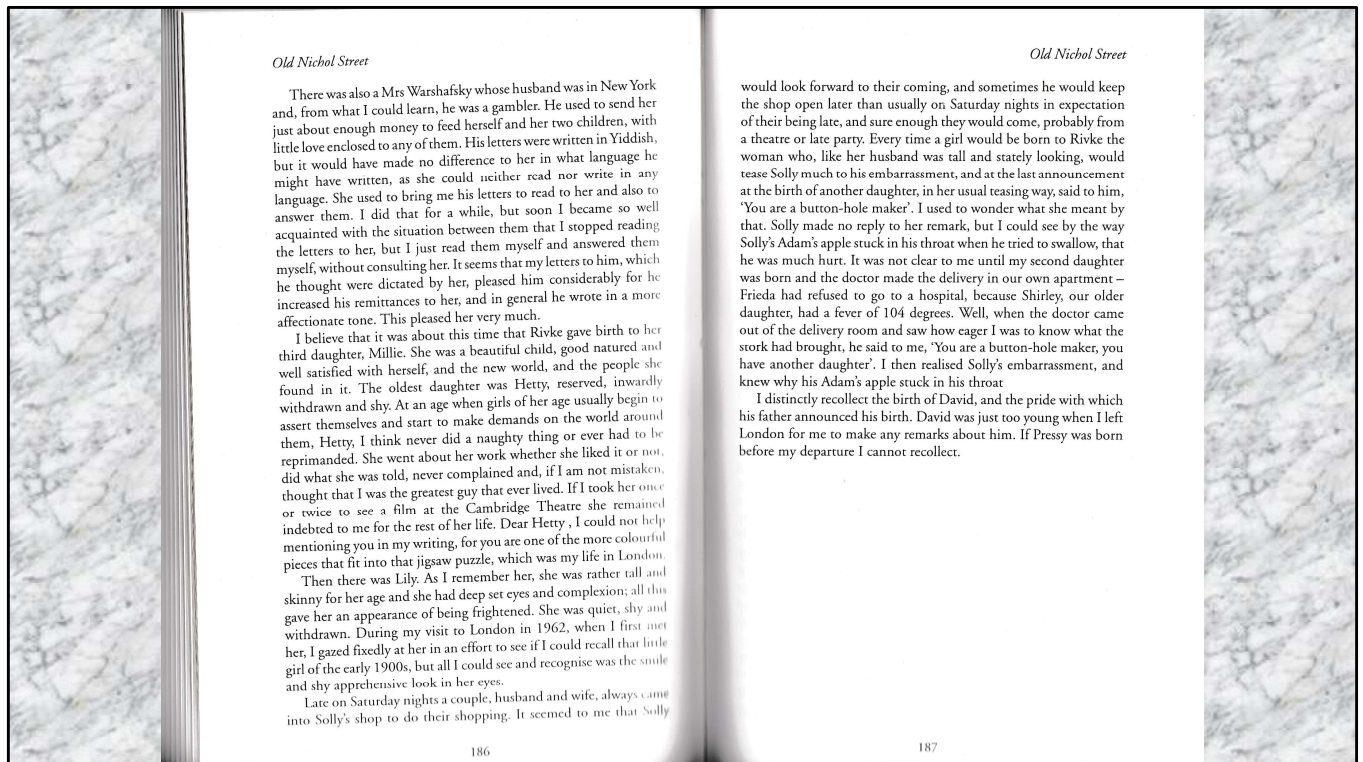 Old Nichol Street
There was also a Mrs Warshafsky whose husband was in New York
and, from what I could learn, he was a gambler. He used to send her
just about enough money to feed herself and her two children, with
little love enclosed to any of them. His letters were written in Yiddish,
but it would have made no difference to her in what language he
might have written, as she could neither read nor write in any
language. She used to bring me his letters to read to her and also to
answer them. I did that for a while, but soon I became so well
acquainted with the situation between them that I stopped reading
the letters to her, but I just read them myself and answered them
myself, without consulting her. It seems that my letters to him, which
he thought were dictated by her, pleased him considerably for he
increased his remittances to her, and in general he wrote in a more
affectionate tone. This pleased her very much.
I believe that it was about this time that Rivke gave birth to her
third daughter, Millie. She was a beautiful child, good natured and
well satisfied with herself, and the new world, and the people she
found in it. The oldest daughter was Hetty, reserved, inwardly
withdrawn and shy. At an age when girls of her age usually begin to
assert themselves and start to make demands on the world around
them, Hetty, I think never did a naughty thing or ever had to be
reprimanded. She went about her work whether she liked it or not,
did what she was told, never complained and, if I am not mistaken,
thought that I was the greatest guy that ever lived. If I took her once
or twice to see a film at the Cambridge Theatre she remained
indebted to me for the rest of her life. Dear Hetty , I could not help
mentioning you in my writing, for you are one of the more colourful
pieces that fit into that jigsaw puzzle, which was my life in London.
Then there was Lily. As I remember her, she was rather tall and
skinny for her age and she had deep set eyes and complexion; all this
gave her an appearance of being frightened. She was quiet, shy and
withdrawn. During my visit to London in 1962, when I first met
her, I gazed fixedly at her in an effort to see if I could recall that little
girl of the early 1900s, but all I could see and recognise was the smile
and shy apprehensive look in her eyes.
Late on Saturday nights a couple, husband and wife, always came
into Solly's shop to do their shopping. It seemed to me that Solly
186
Old Nichol Street
would look forward to their coming, and sometimes he would keep
the shop open later than usually on Saturday nights in expectation
of their being late, and sure enough they would come, probably from
a theatre or late party. Every time a girl would be born to Rivke the
woman who, like her husband was tall and stately looking, would
tease Solly much to his embarrassment, and at the last announcement
at the birth of another daughter, in her usual teasing way, said to him,
‘You are a button-hole maker’. I used to wonder what she meant by
that. Solly made no reply to her remark, but I could see by the way
Solly's Adam's apple stuck in his throat when he tried to swallow, that
he was much hurt. It was not clear to me until my second daughter
was born and the doctor made the delivery in our own apartment –
Frieda had refused to go to a hospital, because Shirley, our older
daughter, had a fever of 104 degrees. Well, when the doctor came
out of the delivery room and saw how eager I was to know what the
stork had brought, he said to me, ‘You are a button-hole maker, you
have another daughter’. I then realised Solly's embarrassment, and
knew why his Adam's apple stuck in his throat
I distinctly recollect the birth of David, and the pride with which
his father announced his birth. David was just too young when I left
London for me to make any remarks about him. If Pressy was born
before my departure I cannot recollect.
187